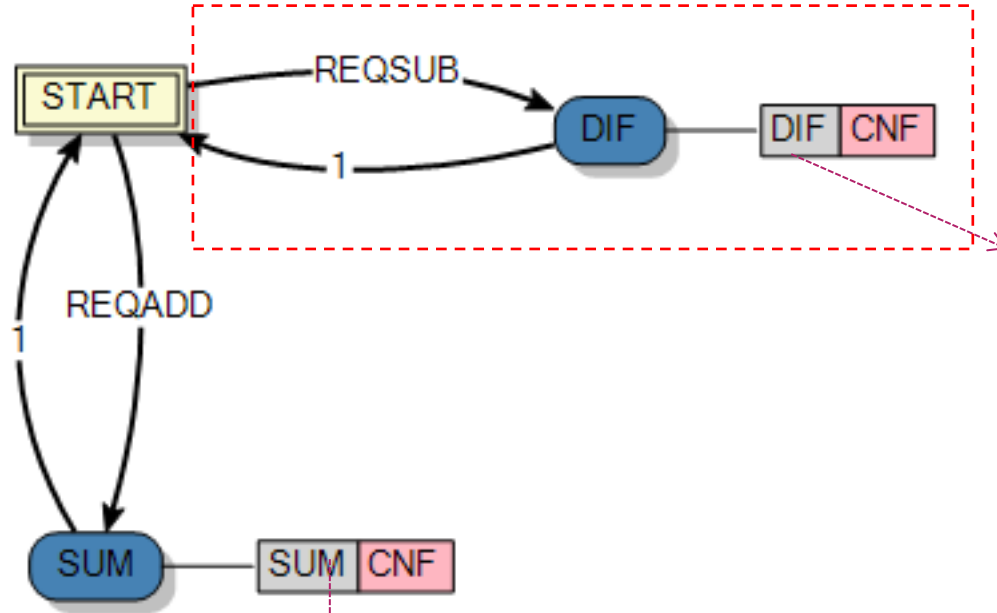 REQSUB
START
DIF
DIF CNF
1
REQADD
1
SUM
SUM CNF